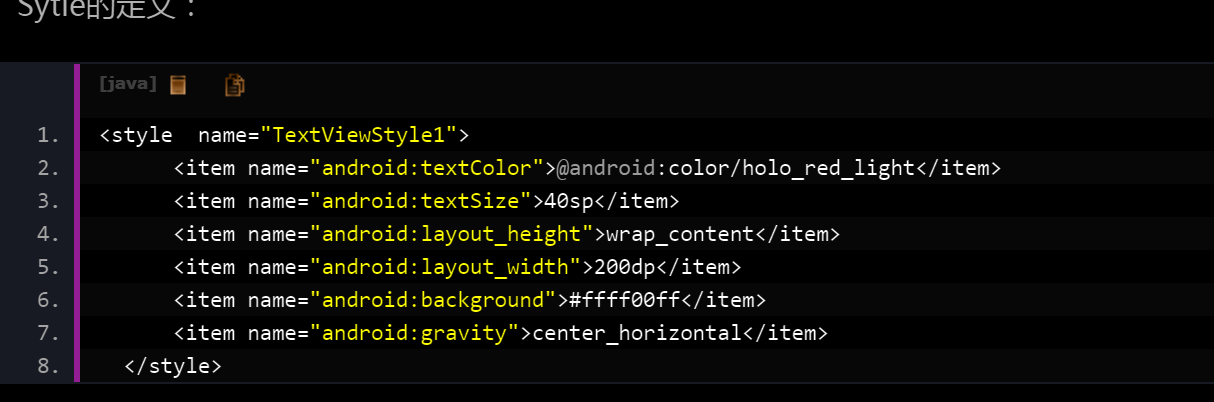 Sytle的定义：
[java]
1. <style  name="TextViewStyle1">
2.       <item name="android:textColor">@android:color/holo_red_light</item>
3.       <item name="android:textSize">40sp</item>
4.       <item name="android:layout_height">wrap_content</item>
5.       <item name="android:layout_width">200dp</item>
6.       <item name="android:background">#ffff00ff</item>
7.       <item name="android:gravity">center_horizontal</item>
8.   </style>